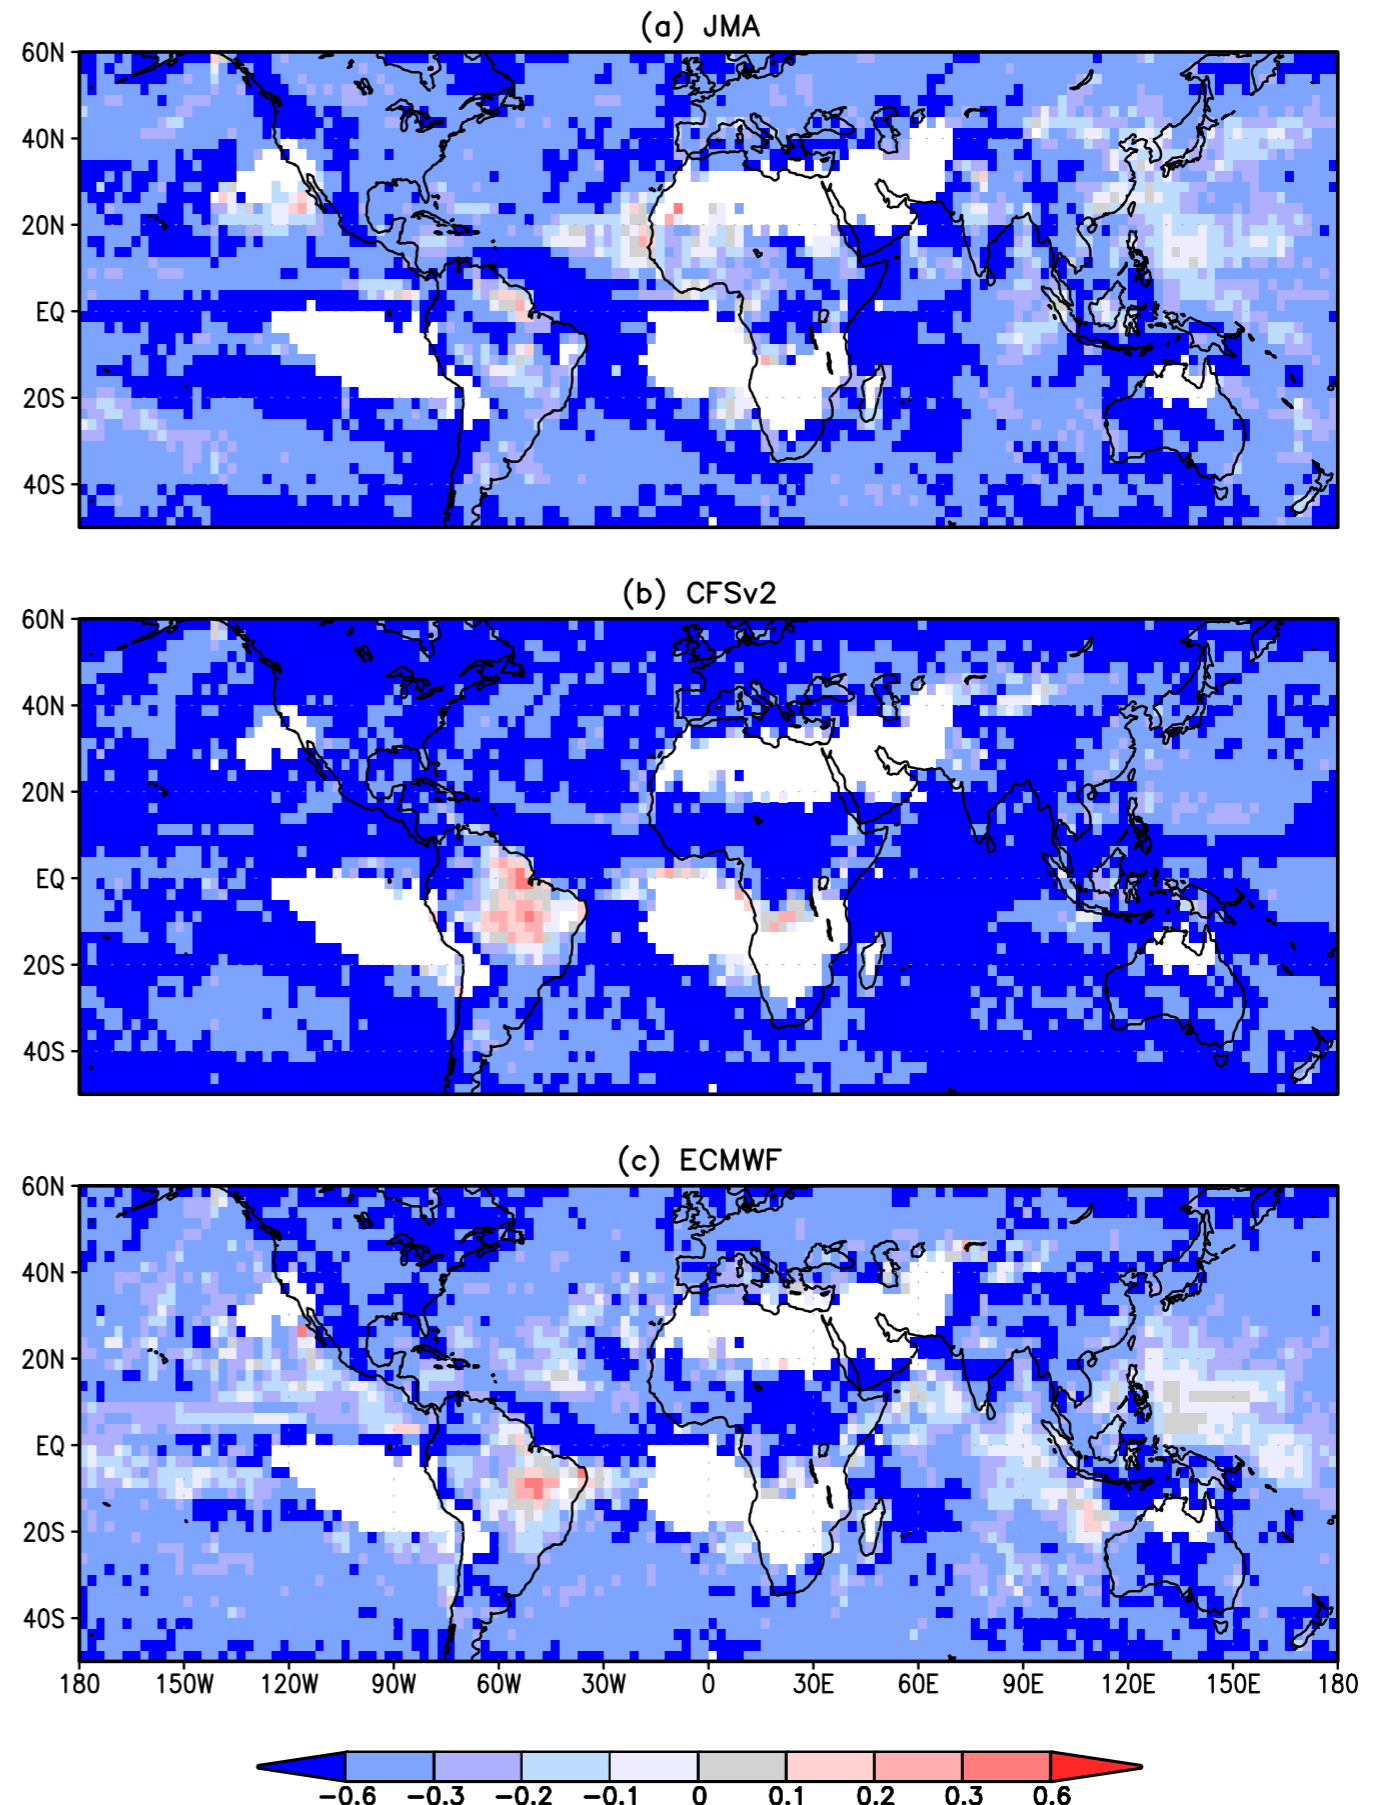 (a) JMA
60N
40N
20N
EQ
20S
40S
(b) CFSv2
60N
40N
20N
EQ
20S
40S
(c) ECMWF
60N
40N
20N
EQ
20S
40S
180 150W 120W 90W 60W 30W 0 30E 60E 90E 120E 150E 180
-0.6 -0.3 -0.2 -0.1 0 0.1 0.2 0.3 0.6